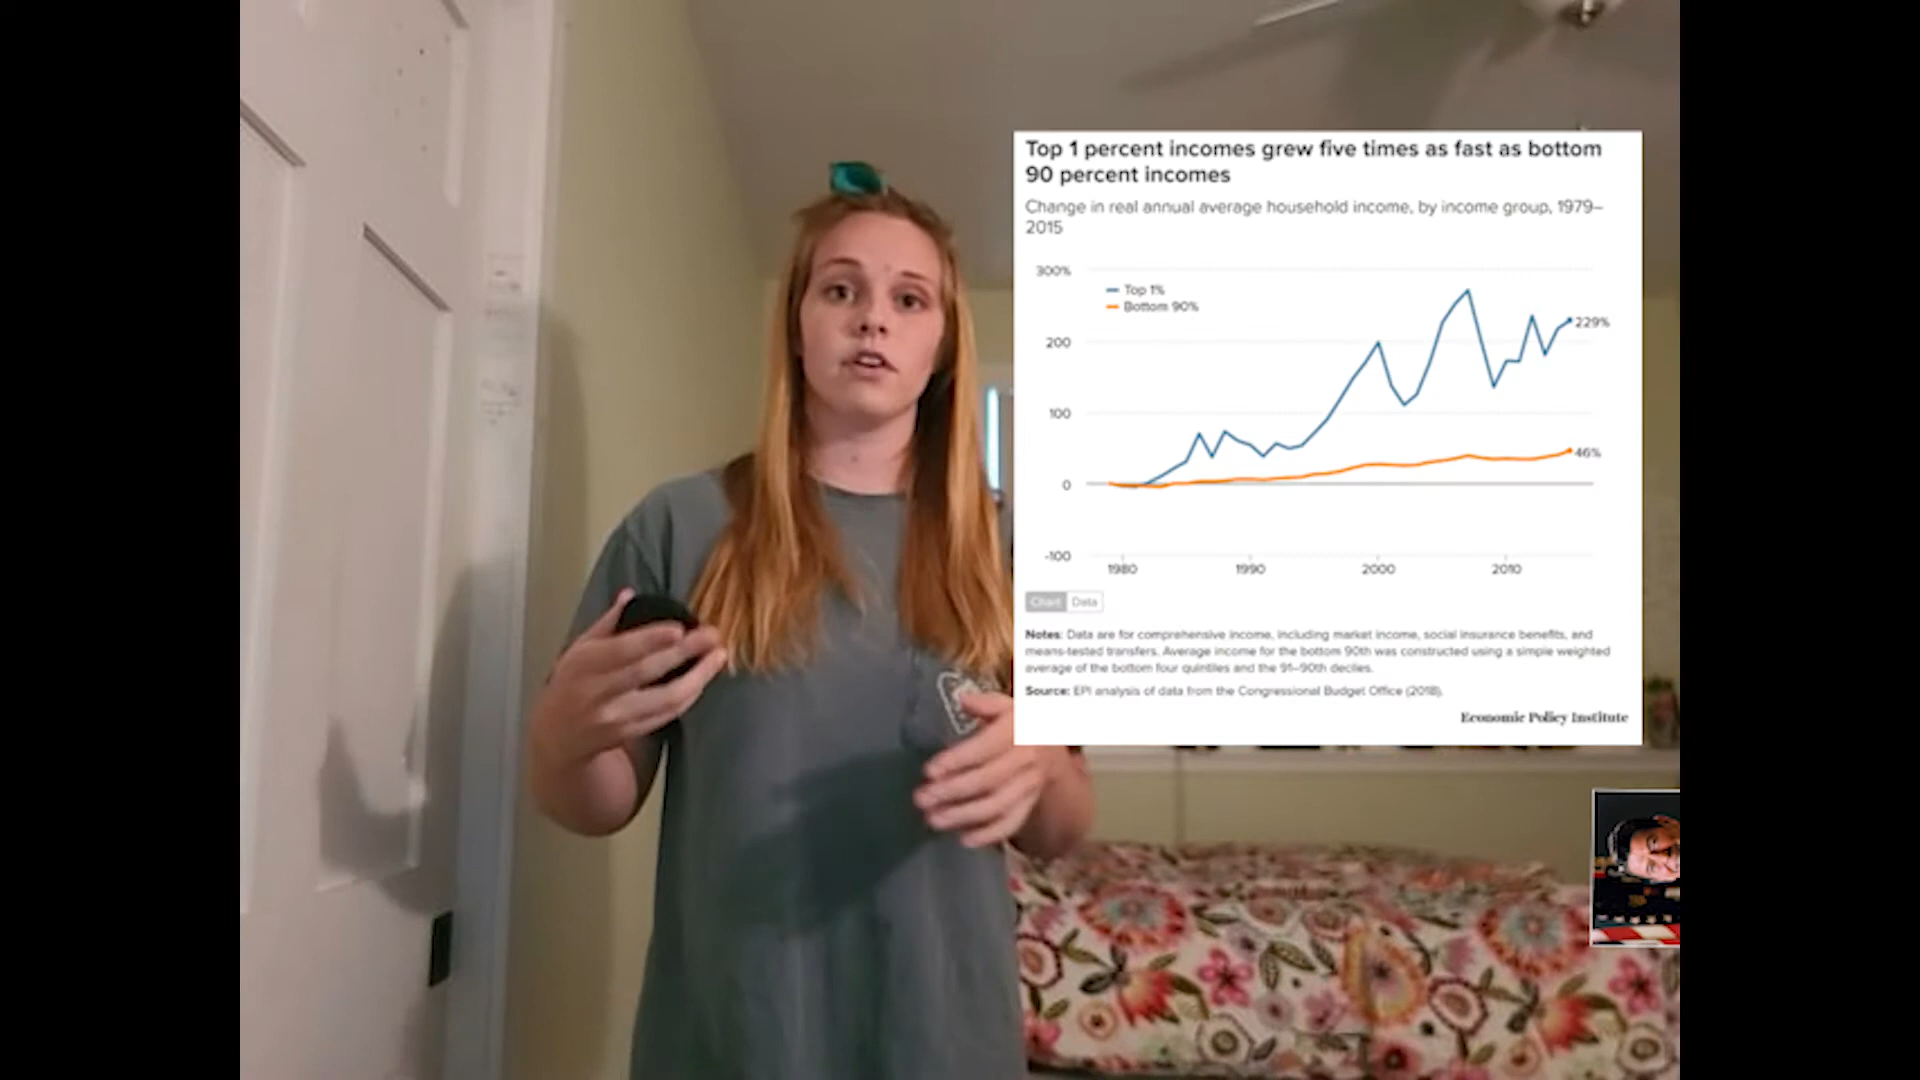 Top 1 percent incomes grew five times as fast as bottom
90 percent incomes
Change in real annual average household income, by income group, 1979–
2015
300%
Top 1%
Bottom 90%
229%
200
100
46%
0
-100
1980 1990 2000 2010
Chart Data
Notes: Data are for comprehensive income, including market income, social insurance benefits, and
means-tested transfers. Average income for the bottom 90th was constructed using a simple weighted
average of the bottom four quintiles and the 91–90th deciles.
Source: EPI analysis of data from the Congressional Budget Office (2018).
Economic Policy Institute